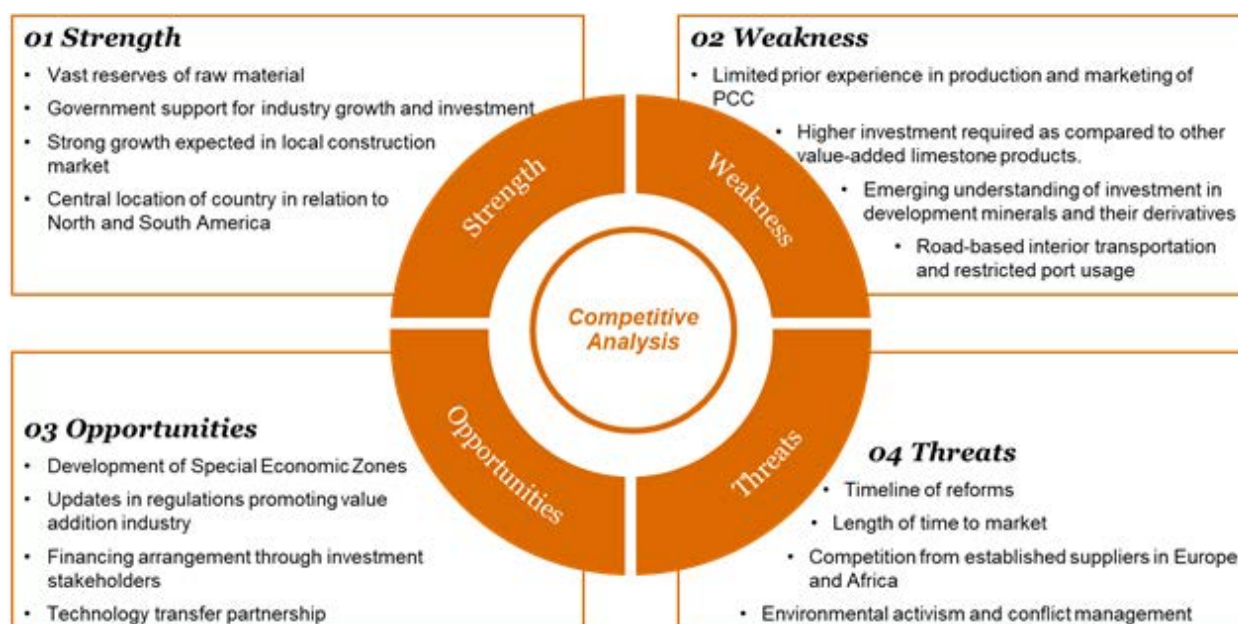 01 Strength
• Vast reserves of raw material
• Government support for industry growth and investment
• Strong growth expected in local construction
market
• Central location of country in relation to
North and South America
02 Weakness
• Limited prior experience in production and marketing of
PCC
• Higher investment required as compared to other
value-added limestone products.
• Emerging understanding of investment in
development minerals and their derivatives
• Road-based interior transportation
and restricted port usage
Strength
Weakness
Competitive
Analysis
Opportunities
Threats
03 Opportunities
• Development of Special Economic Zones
• Updates in regulations promoting value
addition industry
• Financing arrangement through investment
stakeholders
• Technology transfer partnership
04 Threats
• Timeline of reforms
• Length of time to market
• Competition from established suppliers in Europe
and Africa
• Environmental activism and conflict management